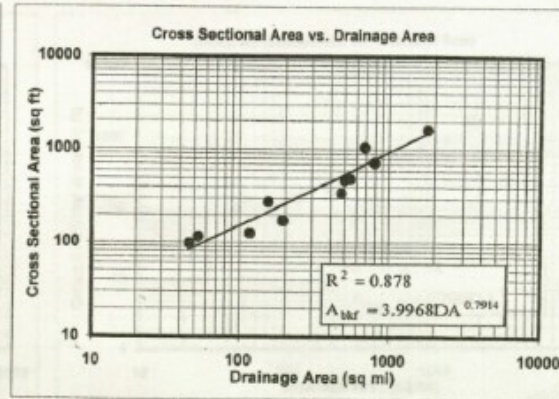 Cross Sectional Area vs. Drainage Area
10000
1000
100
10
Cross Sectional Area (sq ft)
R² = 0.878
A_bkf = 3.9968DA^0.7914
10 100 1000 10000
Drainage Area (sq mi)